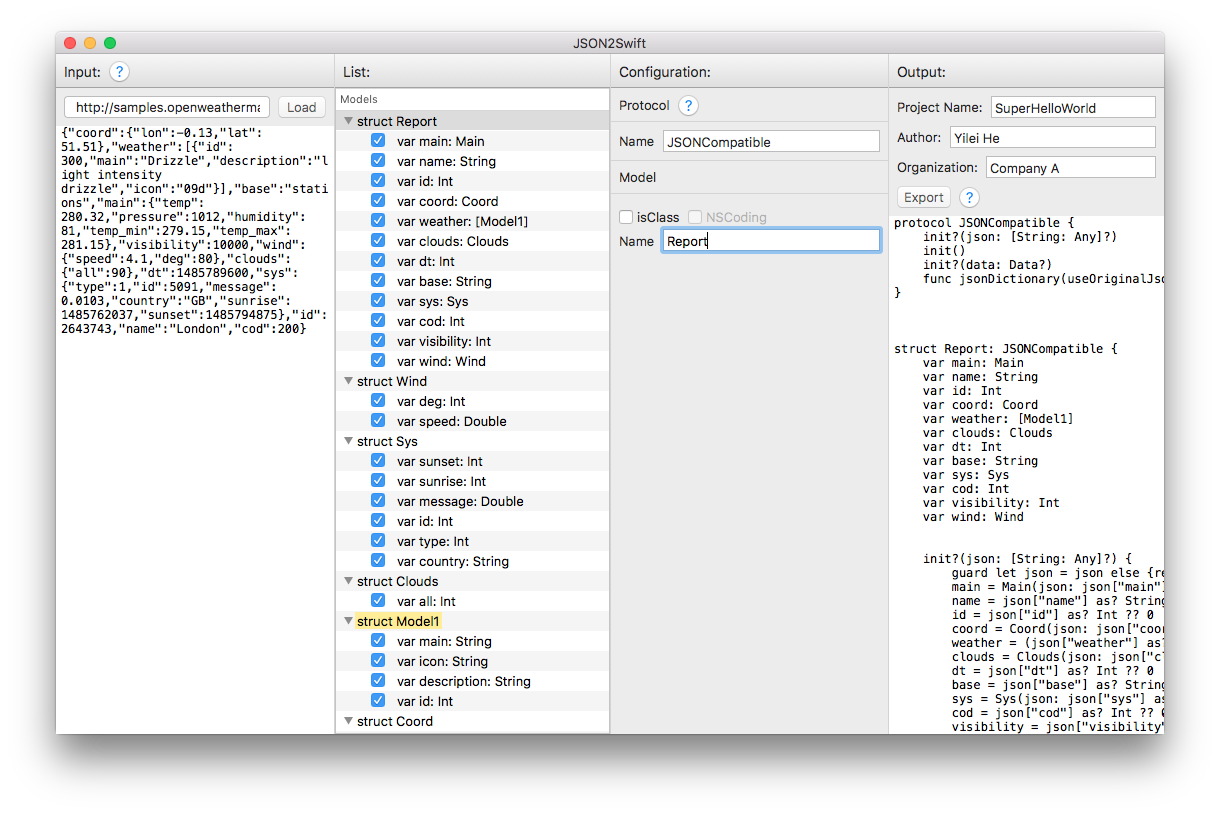 JSON2Swift
Input: ?
http://samples.openweatherma
Load
{"coord":{"lon":−0.13,"lat":
51.51},"weather":[{"id":
300,"main":"Drizzle","description":"l
ight intensity
drizzle","icon":"09d"}],"base":"stati
ons","main":{"temp":
280.32,"pressure":1012,"humidity":
81,"temp_min":279.15,"temp_max":
281.15},"visibility":10000,"wind":
{"speed":4.1,"deg":80},"clouds":
{"all":90},"dt":1485789600,"sys":
{"type":1,"id":5091,"message":
0.0103,"country":"GB","sunrise":
1485762037,"sunset":1485794875},"id":
2643743,"name":"London","cod":200}
List:
Models
struct Report
var main: Main
var name: String
var id: Int
var coord: Coord
var weather: [Model1]
var clouds: Clouds
var dt: Int
var base: String
var sys: Sys
var cod: Int
var visibility: Int
var wind: Wind
struct Wind
var deg: Int
var speed: Double
struct Sys
var sunset: Int
var sunrise: Int
var message: Double
var id: Int
var type: Int
var country: String
struct Clouds
var all: Int
struct Model1
var main: String
var icon: String
var description: String
var id: Int
struct Coord
Configuration:
Protocol ?
Name JSONCompatible
Model
isClass NSCoding
Name Report
Output:
Project Name: SuperHelloWorld
Author: Yilei He
Organization: Company A
Export ?
protocol JSONCompatible {
init?(json: [String: Any]?)
init()
init?(data: Data?)
func jsonDictionary(useOriginalJs
}
struct Report: JSONCompatible {
var main: Main
var name: String
var id: Int
var coord: Coord
var weather: [Model1]
var clouds: Clouds
var dt: Int
var base: String
var sys: Sys
var cod: Int
var visibility: Int
var wind: Wind
init?(json: [String: Any]?) {
guard let json = json else {re
main = Main(json: json["main"]
name = json["name"] as? String
id = json["id"] as? Int ?? 0
coord = Coord(json: json["coor
weather = (json["weather"] as?
clouds = Clouds(json: json["cl
dt = json["dt"] as? Int ?? 0
base = json["base"] as? String
sys = Sys(json: json["sys"] as
cod = json["cod"] as? Int ?? 0
visibility = json["visibility"